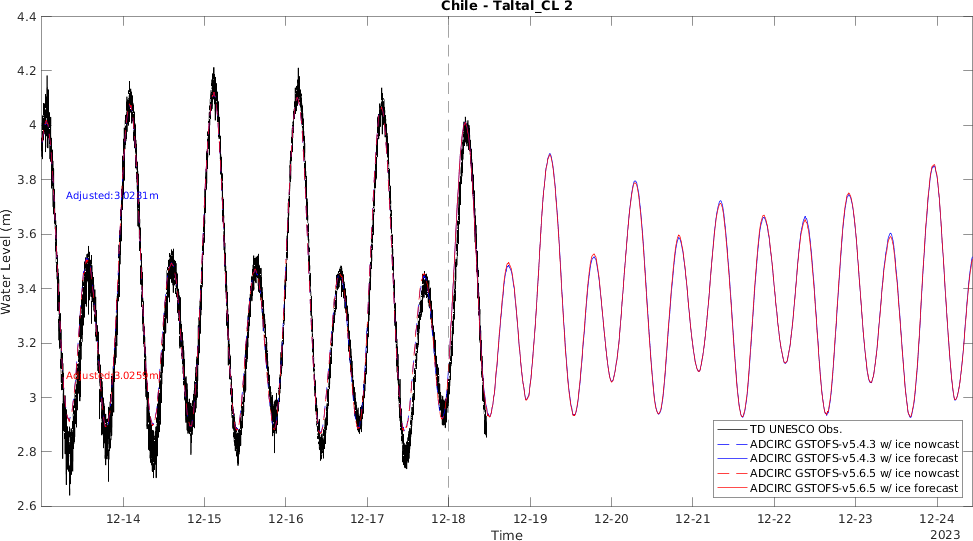 Chile - Taltal_CL 2
4.4
4.2
4
3.8
3.6
3.4
3.2
3
2.8
2.6
Water Level (m)
Adjusted:3.0281m
Adjusted:3.0259m
TD UNESCO Obs.
ADCIRC GSTOFS-v5.4.3 w/ ice nowcast
ADCIRC GSTOFS-v5.4.3 w/ ice forecast
ADCIRC GSTOFS-v5.6.5 w/ ice nowcast
ADCIRC GSTOFS-v5.6.5 w/ ice forecast
12-14
12-15
12-16
12-17
12-18
12-19
12-20
12-21
12-22
12-23
12-24
Time
2023